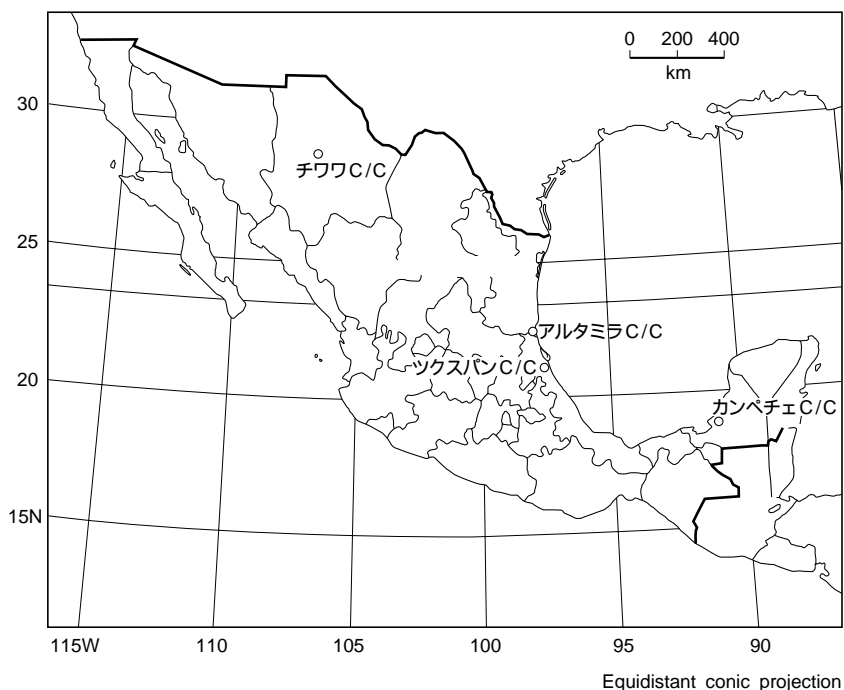 0 200 400
km
30
チワワC/C
25
アルタミラC/C
ツクスパンC/C
20
カンペチェC/C
15N
115W 110 105 100 95 90
Equidistant conic projection